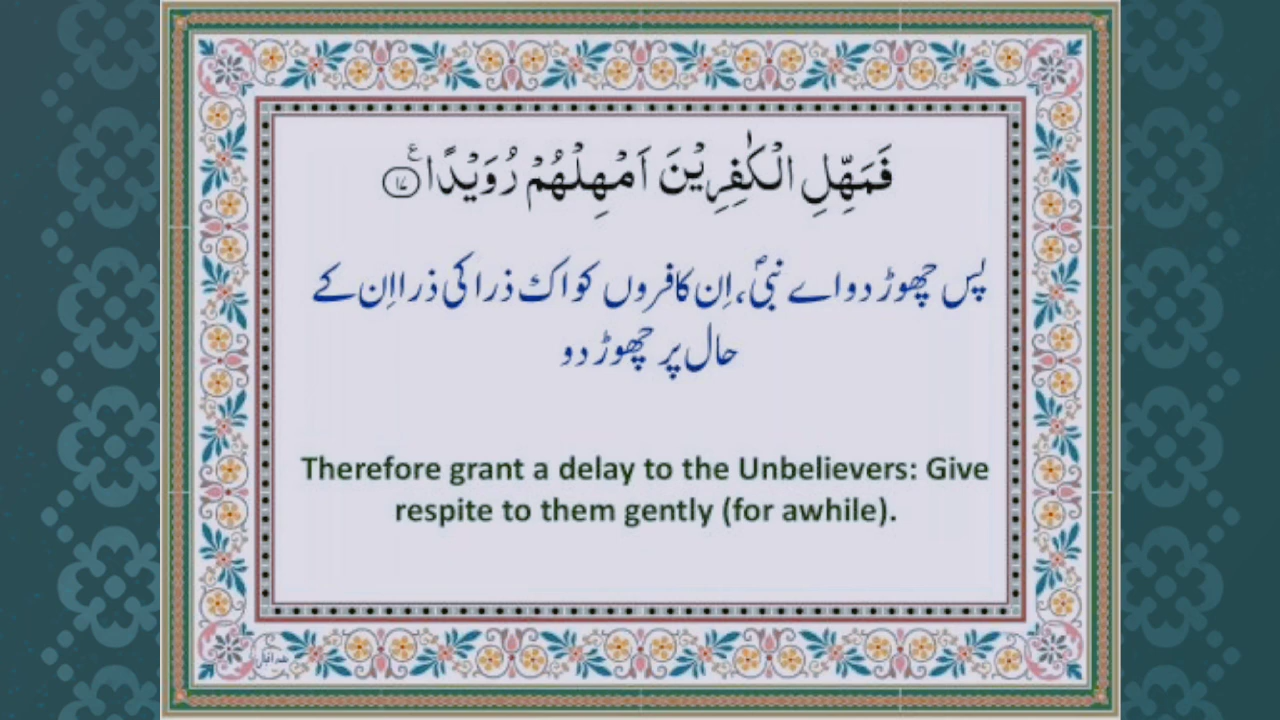 فَمَهِّلِ الْكٰفِرِيْنَ اَمْهِلْهُمْ رُوَيْدًا ۧ ﴿۱۷﴾
پس چھوڑ دو اے نبیؐ، اِن کافروں کو اک ذرا کی ذرا اِن کے
حال پر چھوڑ دو
Therefore grant a delay to the Unbelievers: Give
respite to them gently (for awhile).